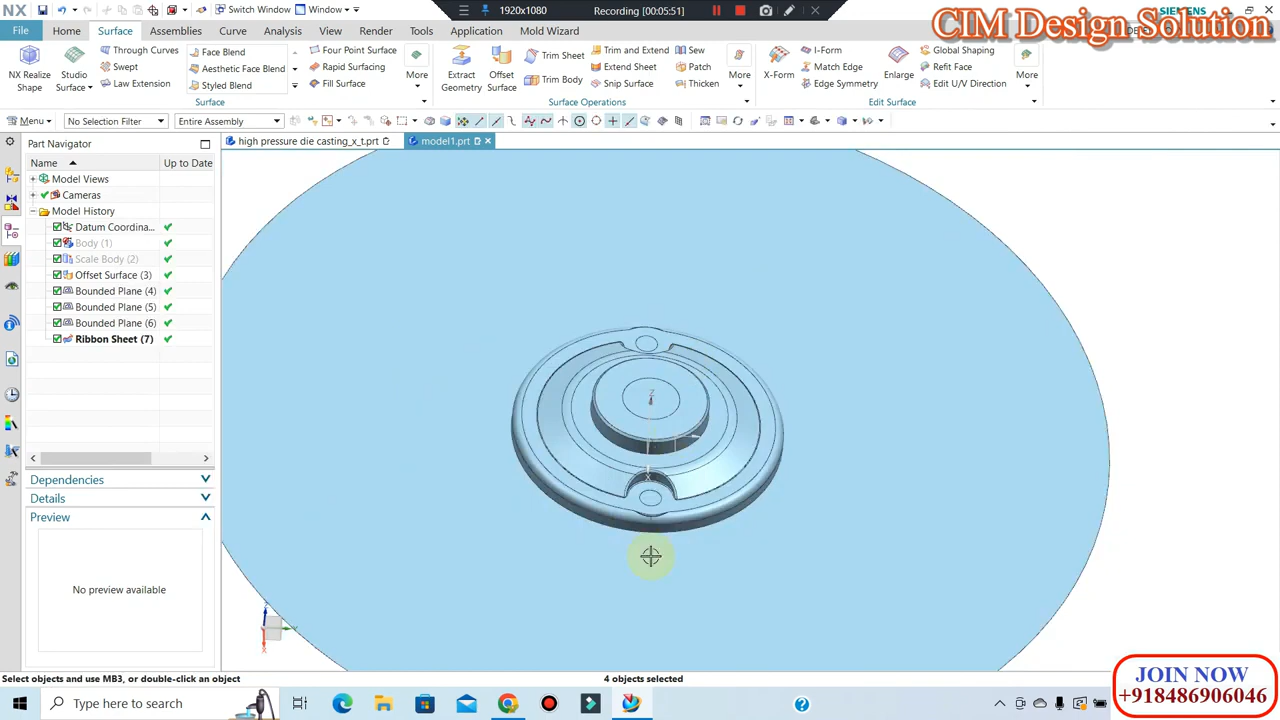 NX
Switch Window
Window
1920x1080
Recording [00:05:51]
SIEMENS
CIM Design Solution
File
Home
Surface
Assemblies
Curve
Analysis
View
Render
Tools
Application
Mold Wizard
NX Realize Shape
Studio Surface
Through Curves
Swept
Law Extension
Face Blend
Aesthetic Face Blend
Styled Blend
Four Point Surface
Rapid Surfacing
Fill Surface
More
Surface
Extract Geometry
Offset Surface
Trim Sheet
Trim Body
Trim and Extend
Extend Sheet
Snip Surface
Sew
Patch
Thicken
More
Surface Operations
X-Form
I-Form
Match Edge
Edge Symmetry
Enlarge
Global Shaping
Refit Face
Edit U/V Direction
More
Edit Surface
Menu
No Selection Filter
Entire Assembly
Part Navigator
high pressure die casting_x_t.prt
model1.prt
Name
Up to Date
Model Views
Cameras
Model History
Datum Coordina...
Body (1)
Scale Body (2)
Offset Surface (3)
Bounded Plane (4)
Bounded Plane (5)
Bounded Plane (6)
Ribbon Sheet (7)
Dependencies
Details
Preview
No preview available
Z
X
X
Select objects and use MB3, or double-click an object
4 objects selected
JOIN NOW
+918486906046
Type here to search